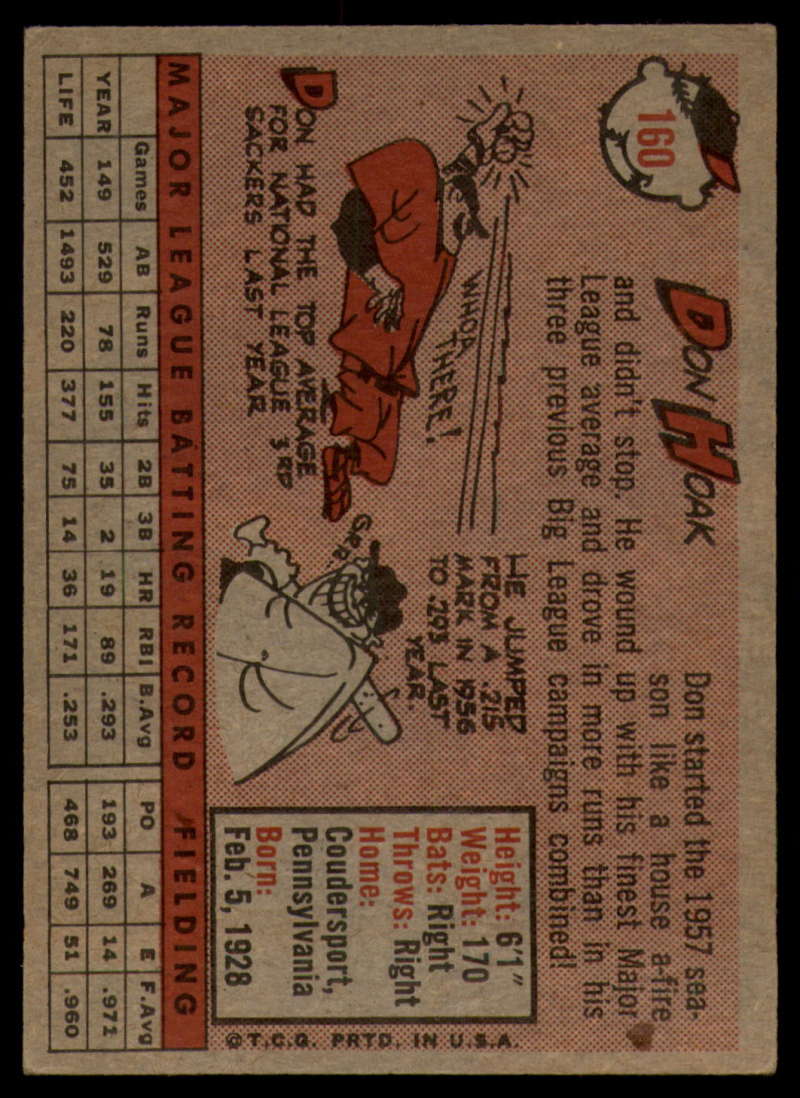 160
DON HOAK
Don started the 1957 sea-
son like a house a-fire
and didn't stop. He wound up with his finest Major
League average and drove in more runs than in his
three previous Big League campaigns combined!
WHOA
THERE!
DON HAD THE TOP AVERAGE
FOR NATIONAL LEAGUE 3RD
SACKERS LAST YEAR
HE JUMPED
FROM A .215
MARK IN 1956
TO .293 LAST
YEAR.
GRR.
Height: 6'1"
Weight: 170
Bats: Right
Throws: Right
Home:
Coudersport,
Pennsylvania
Born:
Feb. 5, 1928
©T.C.G. PRTD. IN U.S.A.
MAJOR LEAGUE BATTING RECORD FIELDING
Games AB Runs Hits 2B 3B HR RBI B.Avg PO A E F.Avg
YEAR 149 529 78 155 35 2 19 89 .293 193 269 14 .971
LIFE 452 1493 220 377 75 14 36 171 .253 468 749 51 .960